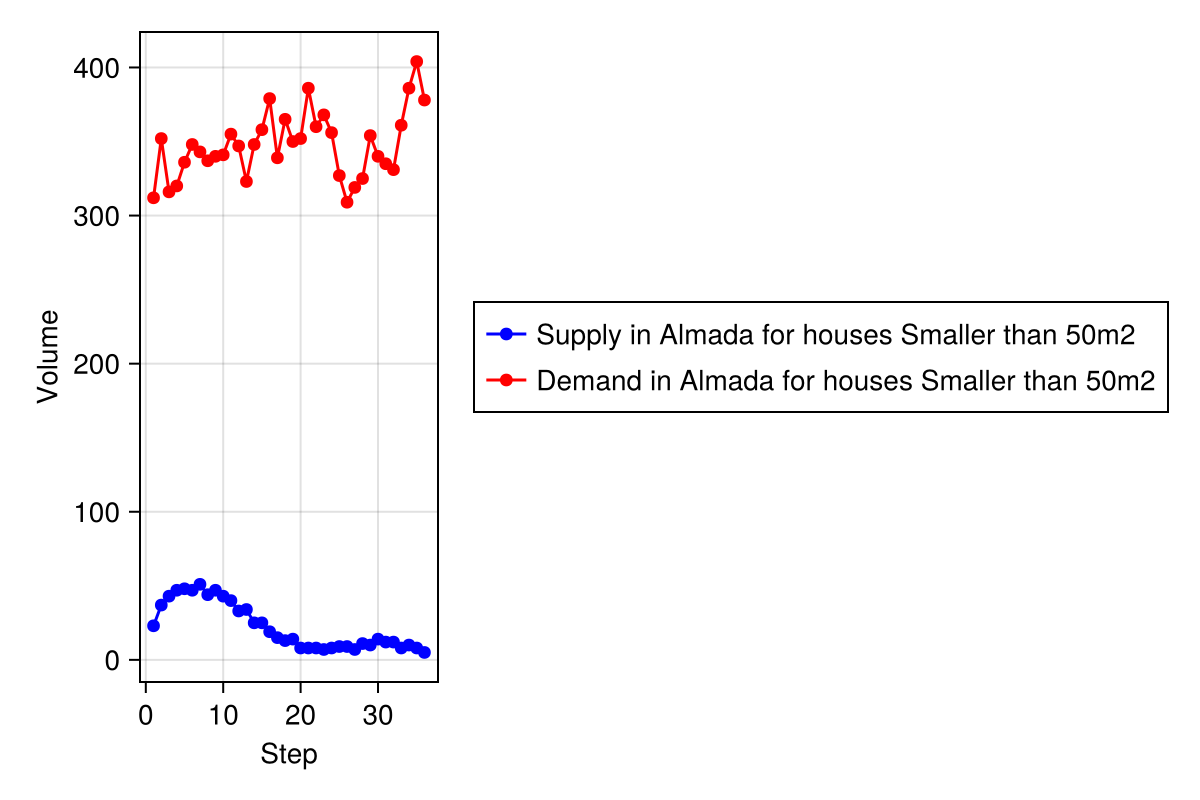 400
300
200
100
0
Volume
0 10 20 30
Step
Supply in Almada for houses Smaller than 50m2
Demand in Almada for houses Smaller than 50m2